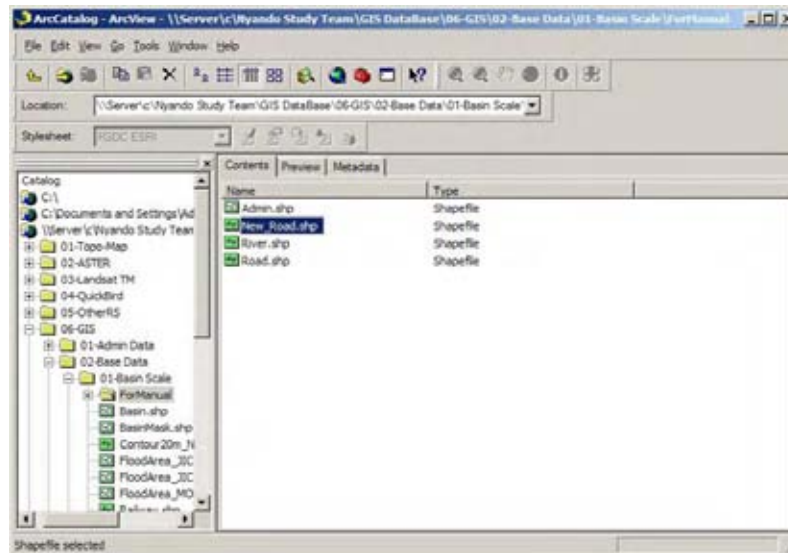 ArcCatalog - ArcView - \\Server\c\Nyando Study Team\GIS DataBase\06-GIS\02-Base Data\01-Basin Scale\ForManual
File Edit View Go Tools Window Help
Location: \\Server\c\Nyando Study Team\GIS DataBase\06-GIS\02-Base Data\01-Basin Scale\
Stylesheet: FGDC ESRI
Contents Preview Metadata
Catalog
C:\
C:\Documents and Settings\Ad
\\Server\c\Nyando Study Team
01-Topo-Map
02-ASTER
03-Landsat TM
04-QuickBird
05-OtherRS
06-GIS
01-Admin Data
02-Base Data
01-Basin Scale
ForManual
Basin.shp
BasinMask.shp
Contour20m_N
FloodArea_JIC
FloodArea_JIC
FloodArea_MO
Railway.shp
Name Type
Admin.shp Shapefile
New_Road.shp Shapefile
River.shp Shapefile
Road.shp Shapefile
Shapefile selected